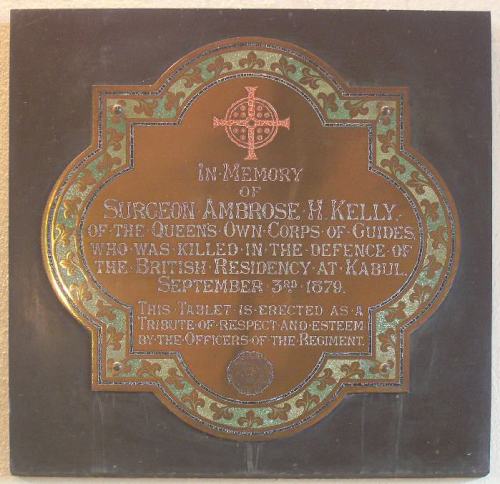 In Memory
of
Surgeon Ambrose H. Kelly.
of the Queens Own Corps of Guides,
who was killed in the defence of
the British Residency at Kabul.
September 3rd 1879.
This Tablet is erected as a
Tribute of respect and esteem
by the Officers of the Regiment.